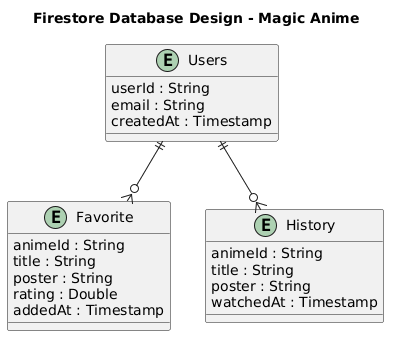 Firestore Database Design - Magic Anime
E Users
userId : String
email : String
createdAt : Timestamp
E Favorite
animeId : String
title : String
poster : String
rating : Double
addedAt : Timestamp
E History
animeId : String
title : String
poster : String
watchedAt : Timestamp